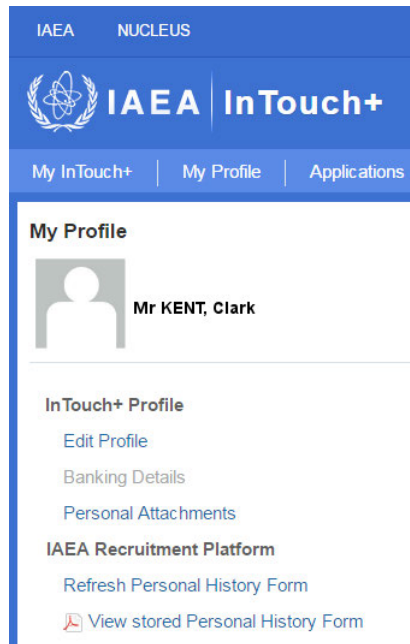 IAEA NUCLEUS
IAEA InTouch+
My InTouch+ My Profile Applications
My Profile
Mr KENT, Clark
InTouch+ Profile
Edit Profile
Banking Details
Personal Attachments
IAEA Recruitment Platform
Refresh Personal History Form
View stored Personal History Form